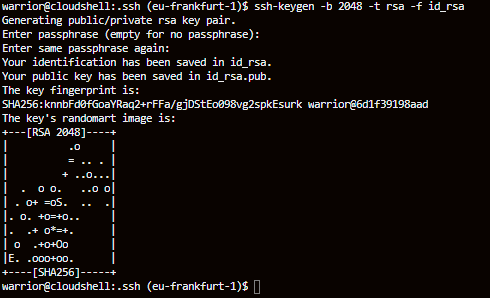 warrior@cloudshell:.ssh (eu-frankfurt-1)$ ssh-keygen -b 2048 -t rsa -f id_rsa
Generating public/private rsa key pair.
Enter passphrase (empty for no passphrase):
Enter same passphrase again:
Your identification has been saved in id_rsa.
Your public key has been saved in id_rsa.pub.
The key fingerprint is:
SHA256:knnbFd0fGoaYRaq2+rFFa/gjDStEo098vg2spkEsurk warrior@6d1f39198aad
The key's randomart image is:
+---[RSA 2048]----+
|          .o     |
|          = .. . |
|         + ..o...|
|  .  o o.   ..o o|
| . o+ =oS.  ..  .|
|. o. +o=+o..     |
|.  .+ o*=+.      |
| o  .+o+Oo       |
|E. .ooo+oo.      |
+----[SHA256]-----+
warrior@cloudshell:.ssh (eu-frankfurt-1)$